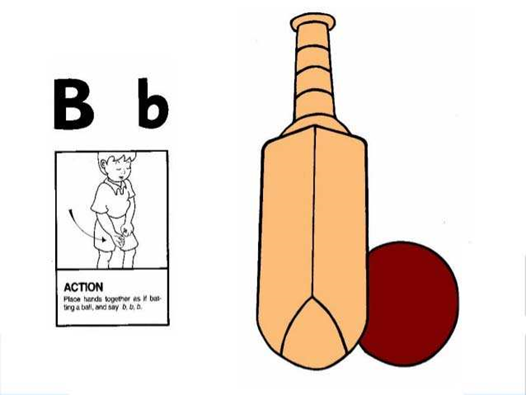 B b
ACTION
Place hands together as if bat-
ting a ball, and say b, b, b.